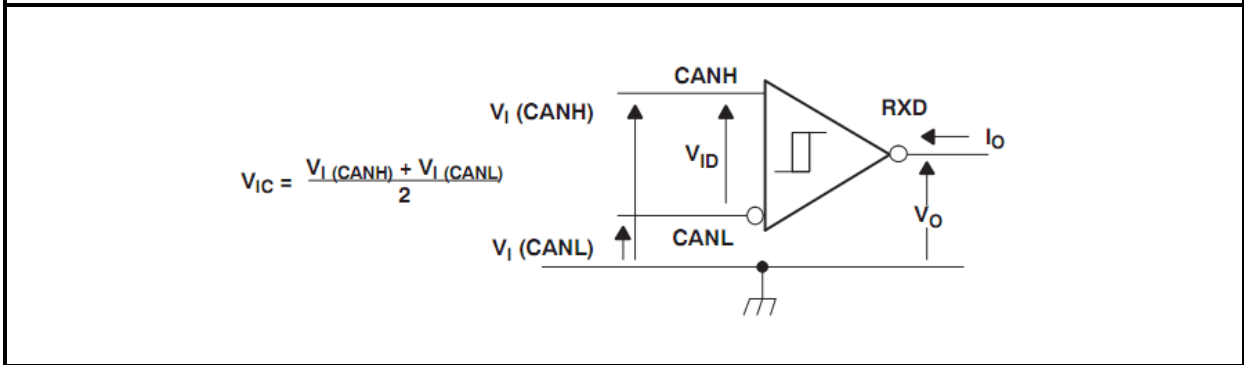 CANH
RXD
VI (CANH)
IO
VID
VIC = VI (CANH) + VI (CANL)
2
VO
CANL
VI (CANL)